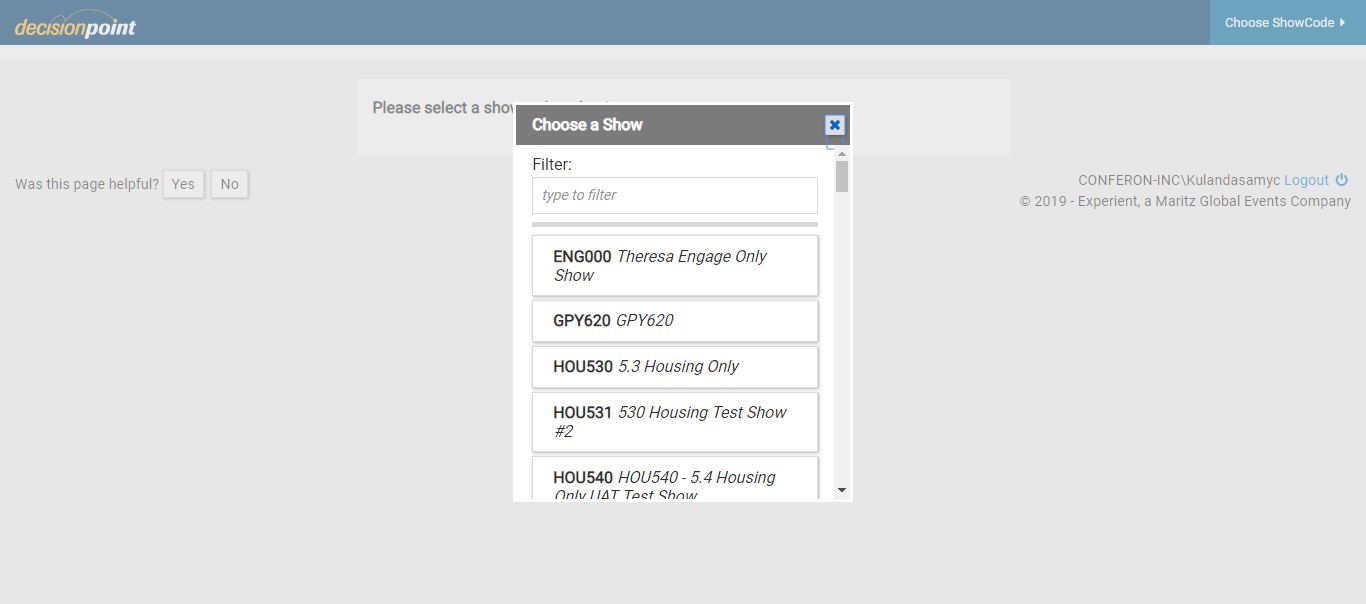 decisionpoint
Choose ShowCode
Please select a show
Choose a Show
Filter:
type to filter
ENG000 Theresa Engage Only
Show
GPY620 GPY620
HOU530 5.3 Housing Only
HOU531 530 Housing Test Show
#2
HOU540 HOU540 - 5.4 Housing
Only UAT Test Show
Was this page helpful? Yes No
CONFERON-INC\Kulandasamyc Logout
© 2019 - Experient, a Maritz Global Events Company